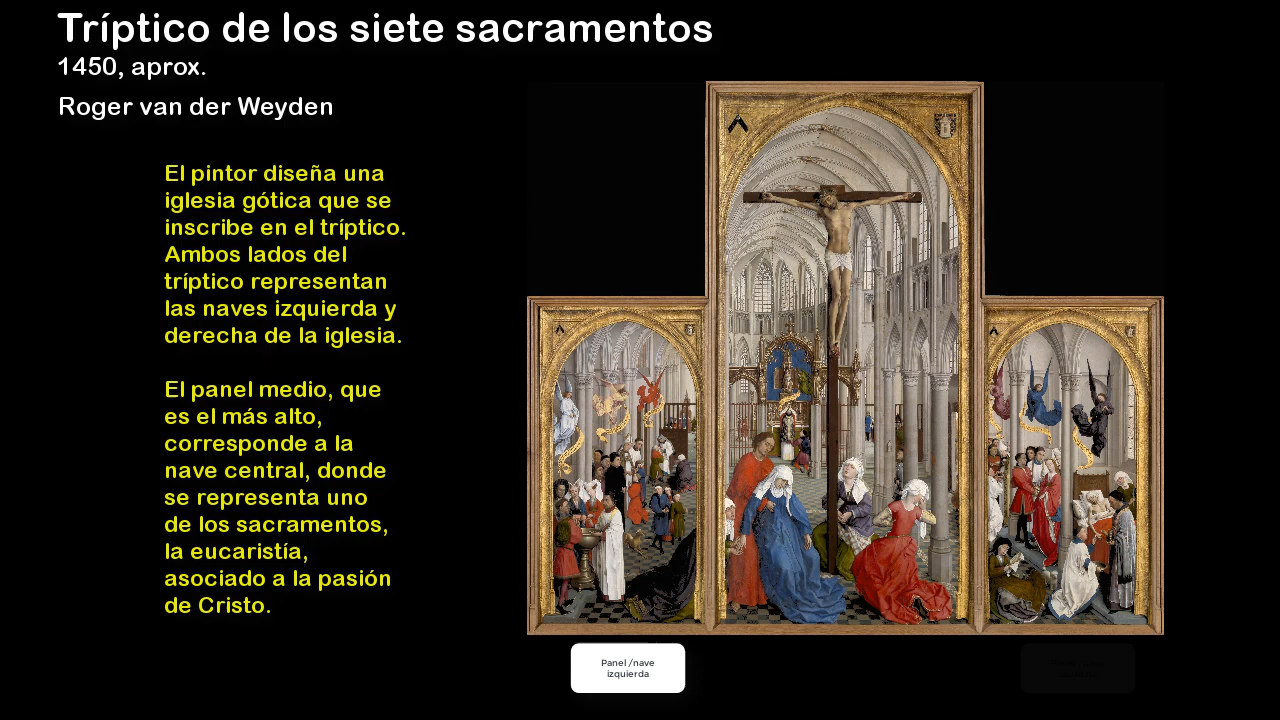 Tríptico de los siete sacramentos
1450, aprox.
Roger van der Weyden
El pintor diseña una
iglesia gótica que se
inscribe en el tríptico.
Ambos lados del
tríptico representan
las naves izquierda y
derecha de la iglesia.
El panel medio, que
es el más alto,
corresponde a la
nave central, donde
se representa uno
de los sacramentos,
la eucaristía,
asociado a la pasión
de Cristo.
Panel /nave
izquierda